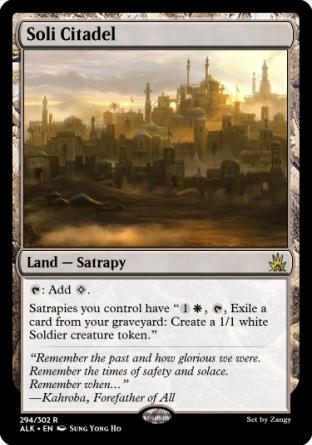 Soli Citadel
Land — Satrapy
: Add .
Satrapies you control have “1 , , Exile a
card from your graveyard: Create a 1/1 white
Soldier creature token.”
“Remember the past and how glorious we were.
Remember the times of safety and solace.
Remember when…”
—Kahroba, Forefather of All
294/302 R
Set by Zangy
ALK • EN Sung Yong Ho